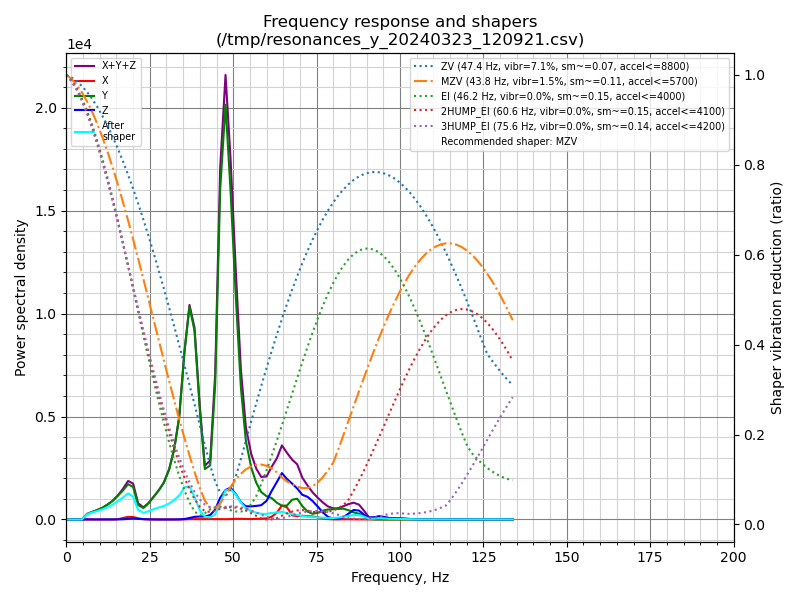 Frequency response and shapers
(/tmp/resonances_y_20240323_120921.csv)
1e4
X+Y+Z
X
Y
Z
After
shaper
ZV (47.4 Hz, vibr=7.1%, sm~=0.07, accel<=8800)
MZV (43.8 Hz, vibr=1.5%, sm~=0.11, accel<=5700)
EI (46.2 Hz, vibr=0.0%, sm~=0.15, accel<=4000)
2HUMP_EI (60.6 Hz, vibr=0.0%, sm~=0.15, accel<=4100)
3HUMP_EI (75.6 Hz, vibr=0.0%, sm~=0.14, accel<=4200)
Recommended shaper: MZV
2.0
1.5
1.0
0.5
0.0
Power spectral density
1.0
0.8
0.6
0.4
0.2
0.0
Shaper vibration reduction (ratio)
0 25 50 75 100 125 150 175 200
Frequency, Hz